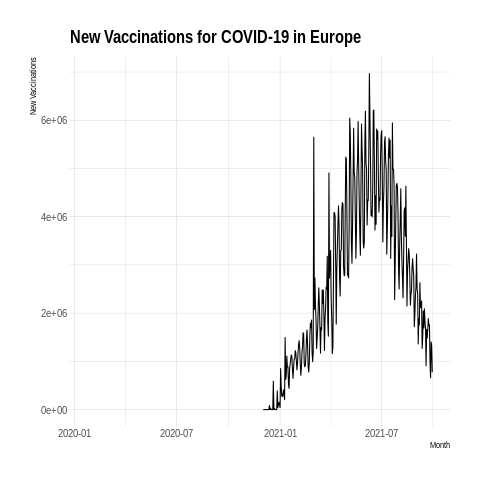 New Vaccinations for COVID-19 in Europe
New Vaccinations
6e+06
4e+06
2e+06
0e+00
2020-01
2020-07
2021-01
2021-07
Month